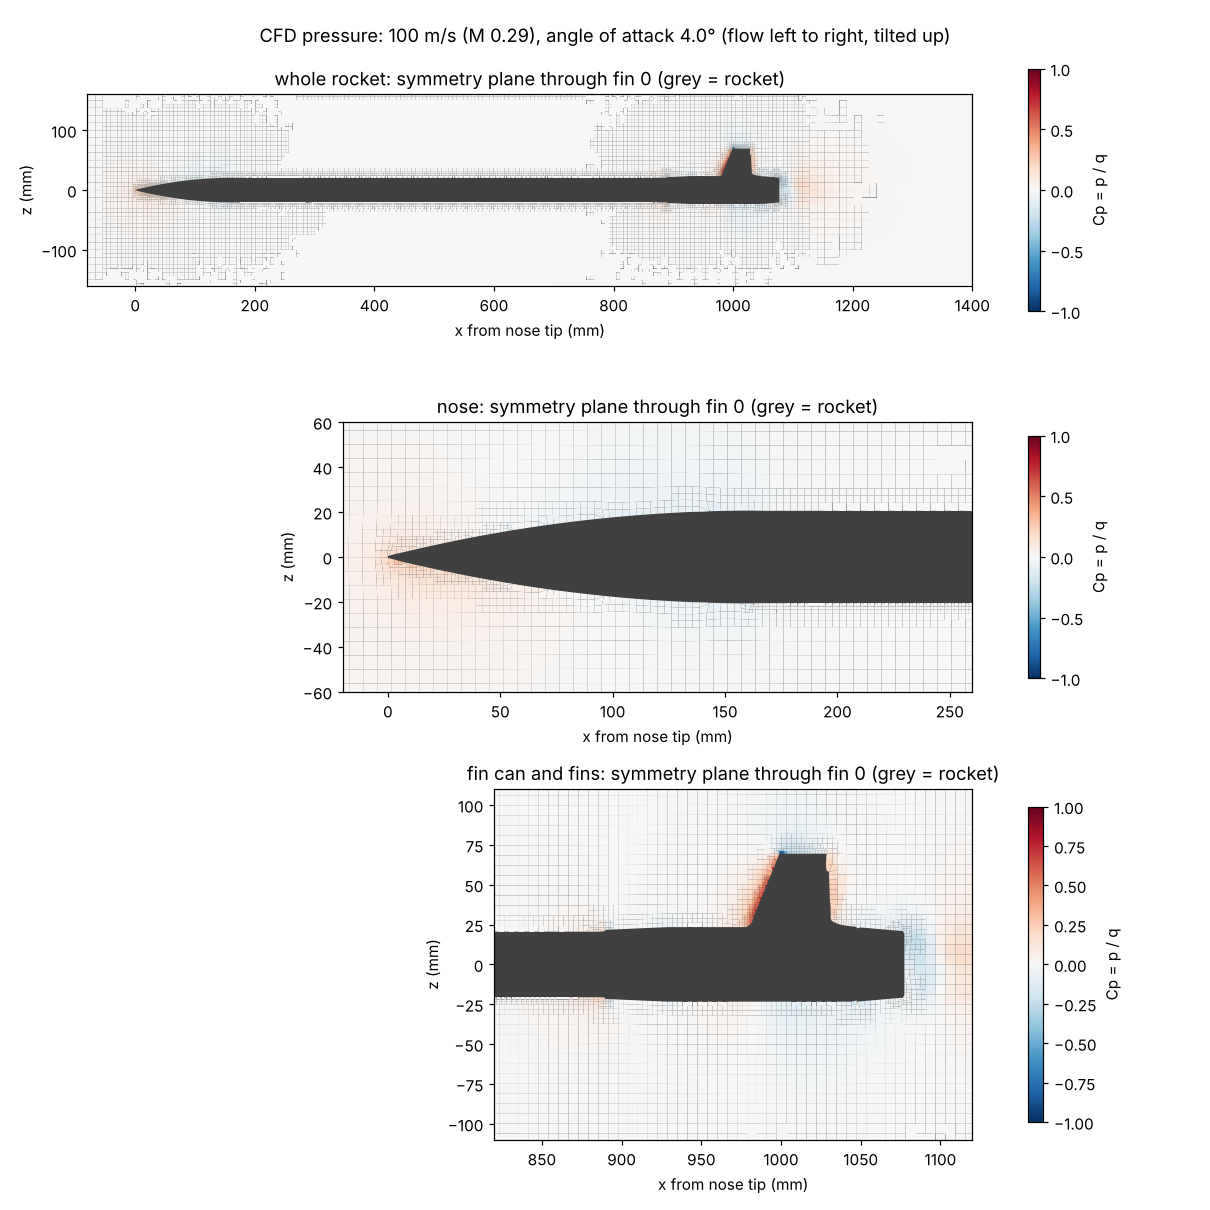 CFD pressure: 100 m/s (M 0.29), angle of attack 4.0° (flow left to right, tilted up)
whole rocket: symmetry plane through fin 0 (grey = rocket)
z (mm)
100
0
−100
0 200 400 600 800 1000 1200 1400
x from nose tip (mm)
1.0
0.5
0.0
−0.5
−1.0
Cp = p / q
nose: symmetry plane through fin 0 (grey = rocket)
z (mm)
60
40
20
0
−20
−40
−60
0 50 100 150 200 250
x from nose tip (mm)
1.0
0.5
0.0
−0.5
−1.0
Cp = p / q
fin can and fins: symmetry plane through fin 0 (grey = rocket)
z (mm)
100
75
50
25
0
−25
−50
−75
−100
850 900 950 1000 1050 1100
x from nose tip (mm)
1.00
0.75
0.50
0.25
0.00
−0.25
−0.50
−0.75
−1.00
Cp = p / q